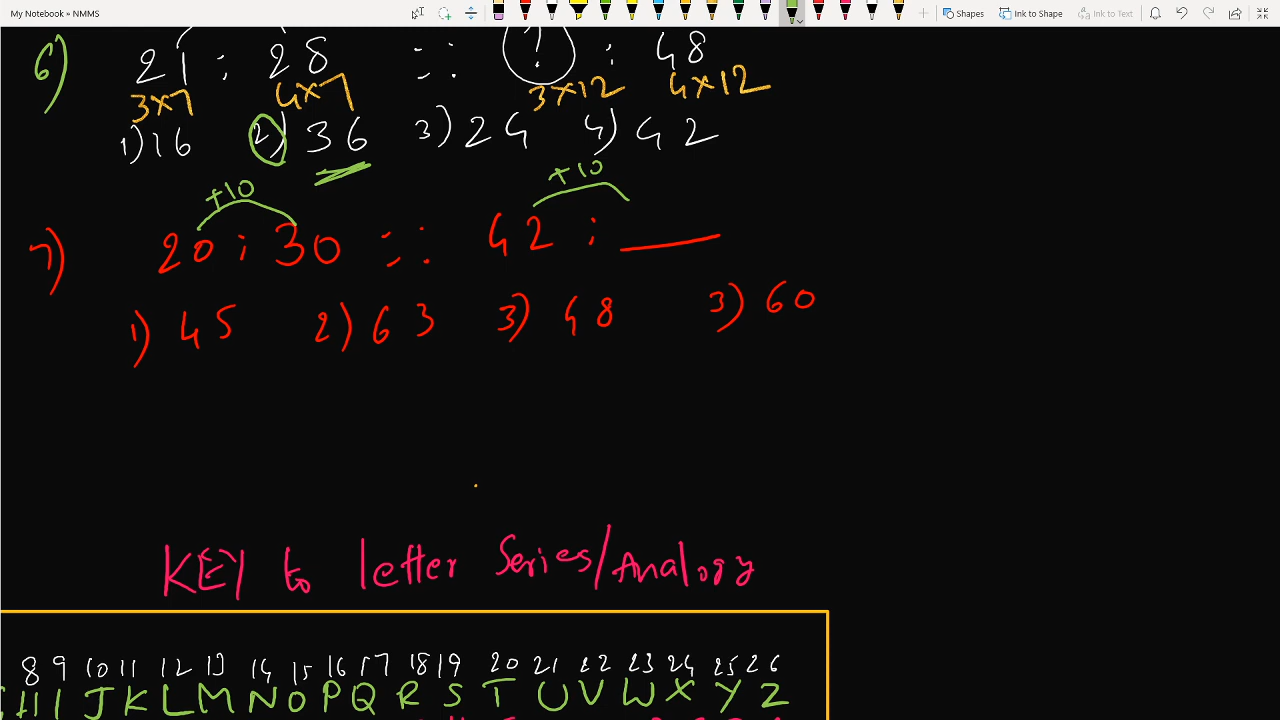 My Notebook » NMMS
Shapes Ink to Shape Ink to Text
6) 21 : 28 :: ? : 48
3×7 4×7 3×12 4×12
1) 16 2) 36 3) 24 4) 42
+10 +10
7) 20 : 30 :: 42 : ____
1) 45 2) 63 3) 48 3) 60
KEY to letter Series/Analogy
8 9 10 11 12 13 14 15 16 17 18 19 20 21 22 23 24 25 26
H I J K L M N O P Q R S T U V W X Y Z